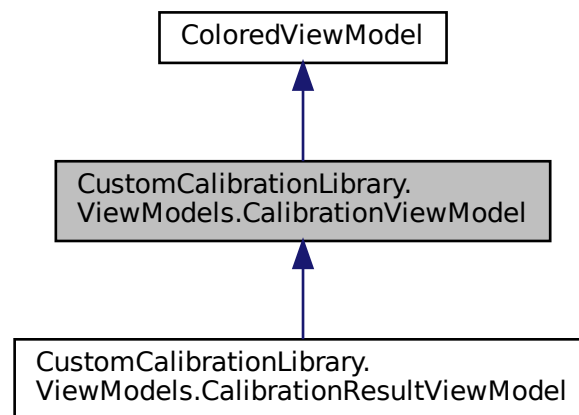 ColoredViewModel
CustomCalibrationLibrary.
ViewModels.CalibrationViewModel
CustomCalibrationLibrary.
ViewModels.CalibrationResultViewModel